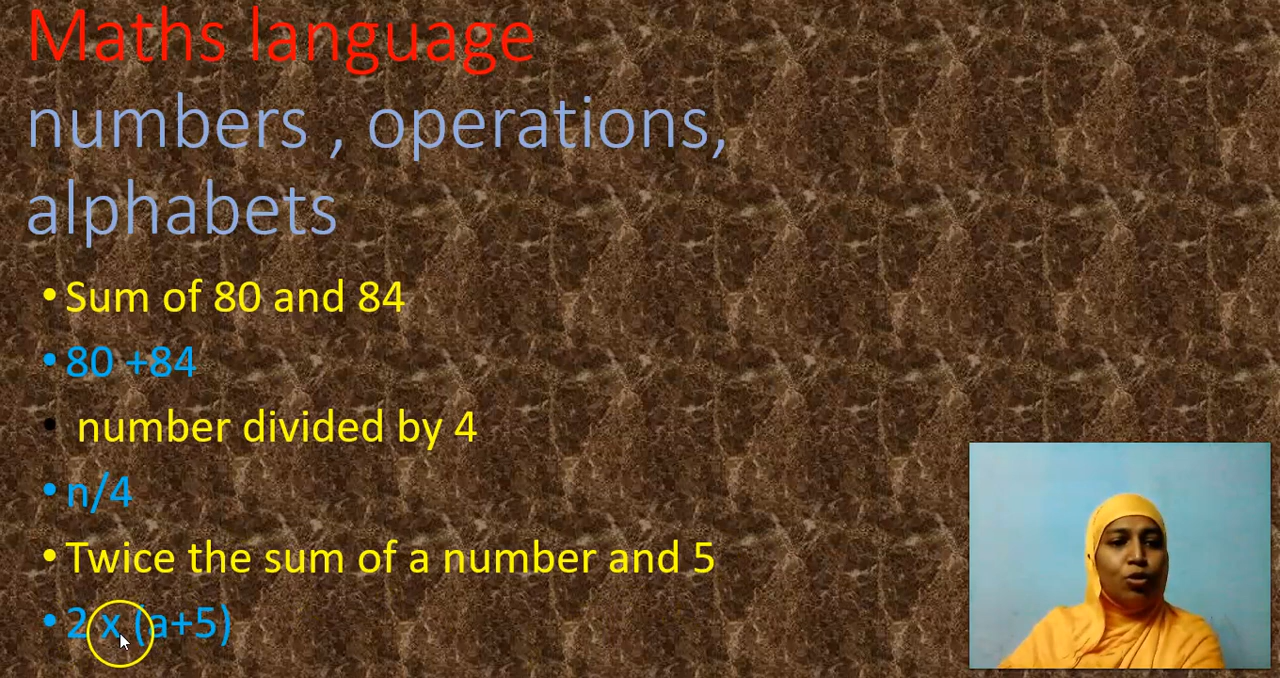 Maths language
numbers , operations,
alphabets
• Sum of 80 and 84
• 80 +84
• number divided by 4
• n/4
• Twice the sum of a number and 5
• 2 x (a+5)